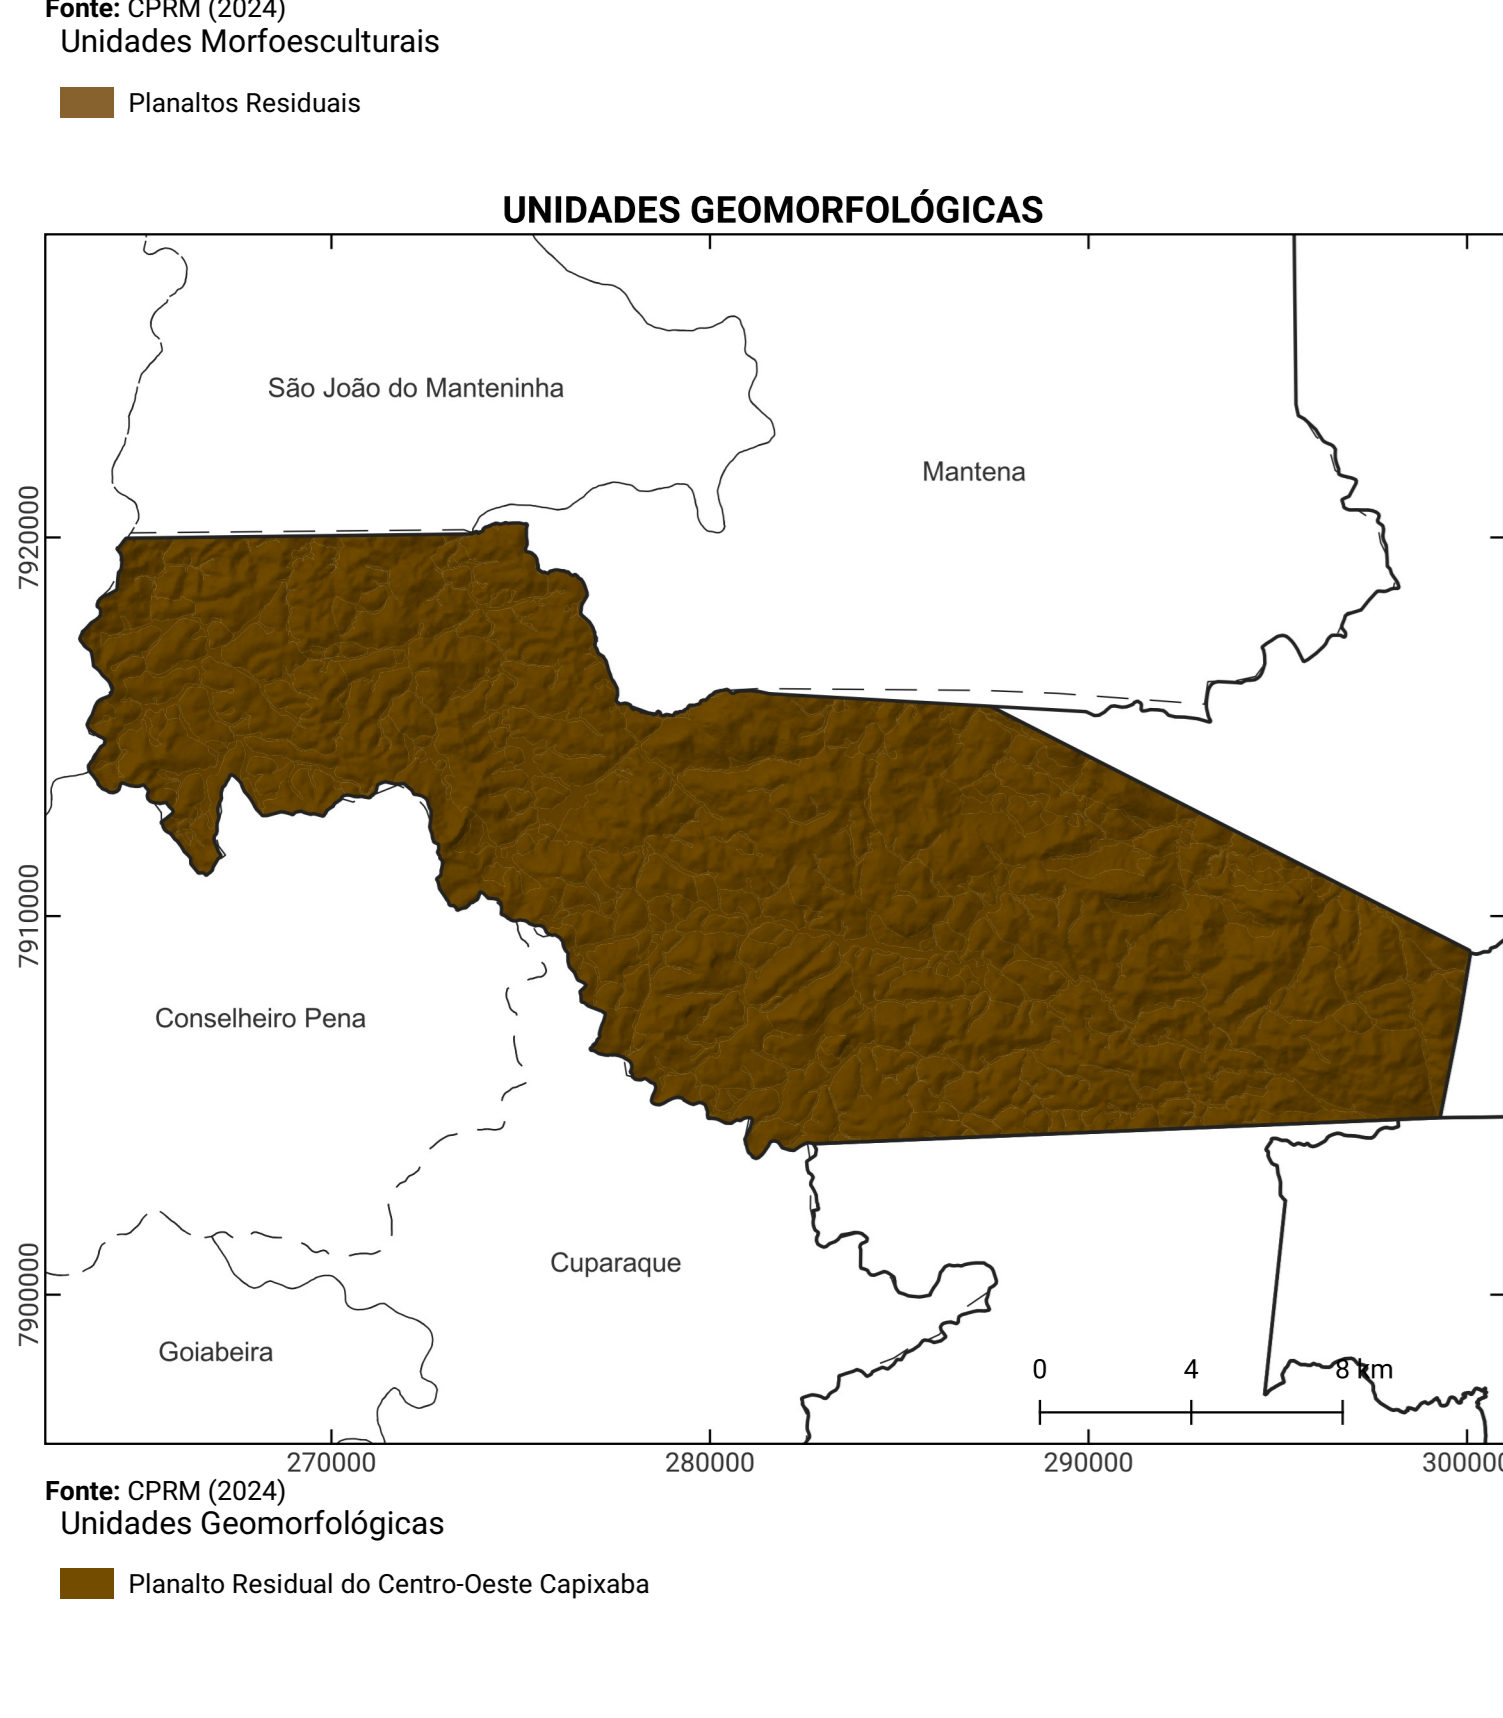 Fonte: CPRM (2024)
Unidades Morfoesculturais
Planaltos Residuais
UNIDADES GEOMORFOLÓGICAS
São João do Manteninha
Mantena
7920000
7910000
Conselheiro Pena
Cuparaque
7900000
Goiabeira
0 4 8 km
270000 280000 290000 300000
Fonte: CPRM (2024)
Unidades Geomorfológicas
Planalto Residual do Centro-Oeste Capixaba